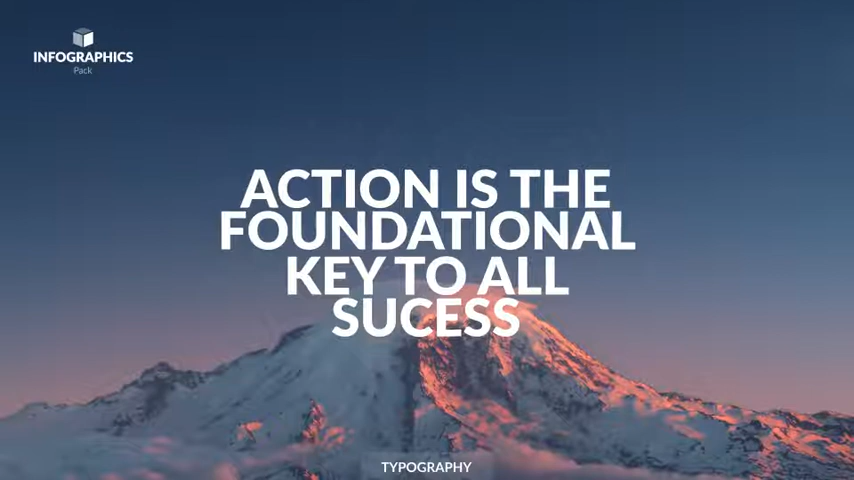 INFOGRAPHICS
Pack
ACTION IS THE
FOUNDATIONAL
KEY TO ALL
SUCESS
TYPOGRAPHY